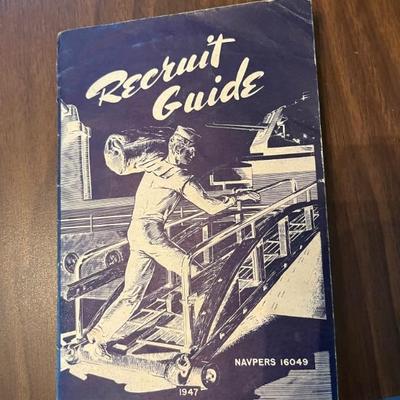 Recruit
Guide
NAVPERS 16049
1947